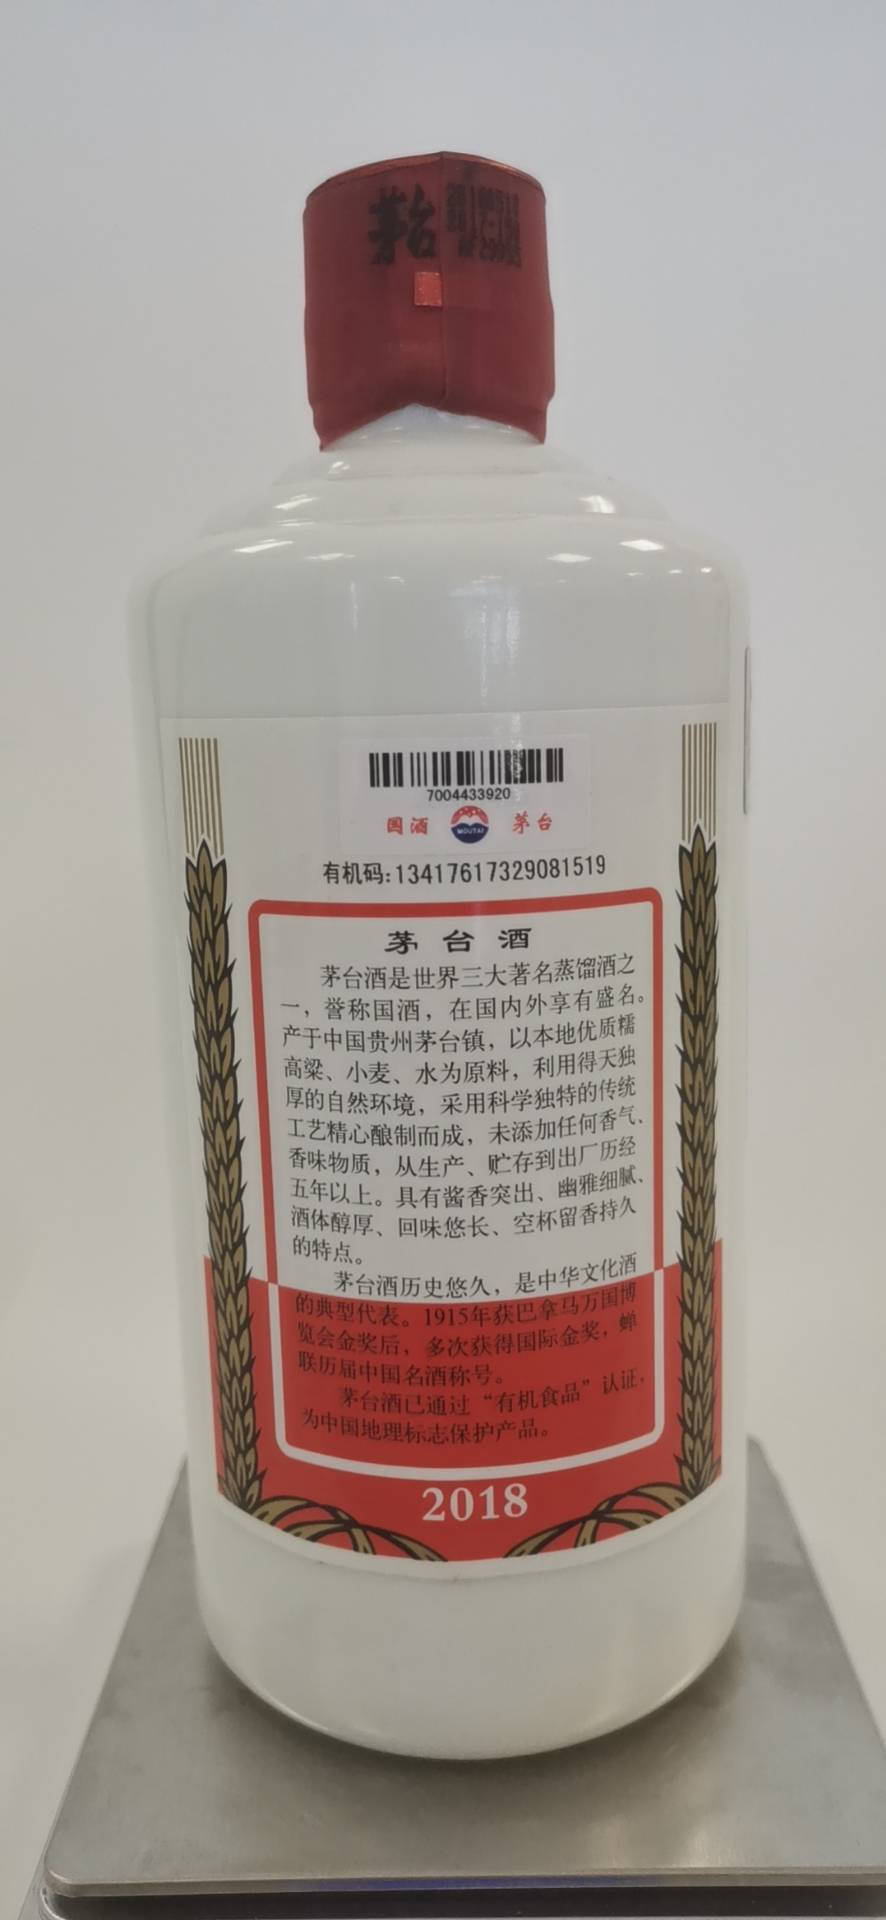 茅台
7004433920
国酒 MOUTAI 茅台
有机码:13417617329081519
茅台酒
茅台酒是世界三大著名蒸馏酒之
一，誉称国酒，在国内外享有盛名。
产于中国贵州茅台镇，以本地优质糯
高粱、小麦、水为原料，利用得天独
厚的自然环境，采用科学独特的传统
工艺精心酿制而成，未添加任何香气、
香味物质，从生产、贮存到出厂历经
五年以上。具有酱香突出、幽雅细腻、
酒体醇厚、回味悠长、空杯留香持久
的特点。
茅台酒历史悠久，是中华文化酒
的典型代表。1915年获巴拿马万国博
览会金奖后，多次获得国际金奖，蝉
联历届中国名酒称号。
茅台酒已通过“有机食品”认证，
为中国地理标志保护产品。
2018